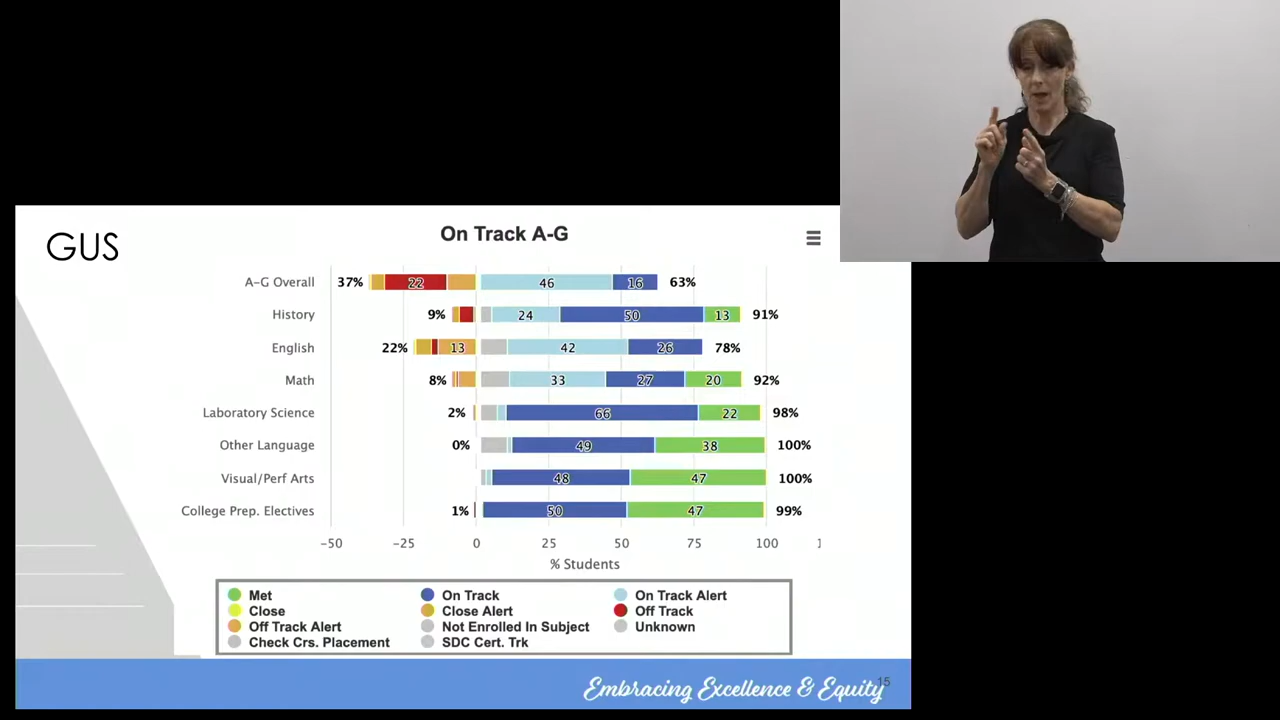 GUS
On Track A-G
A-G Overall 37% 22 46 16 63%
History 9% 24 50 13 91%
English 22% 13 42 26 78%
Math 8% 33 27 20 92%
Laboratory Science 2% 66 22 98%
Other Language 0% 49 38 100%
Visual/Perf Arts 48 47 100%
College Prep. Electives 1% 50 47 99%
-50 -25 0 25 50 75 100 1
% Students
Met On Track On Track Alert
Close Close Alert Off Track
Off Track Alert Not Enrolled In Subject Unknown
Check Crs. Placement SDC Cert. Trk
Embracing Excellence & Equity 15